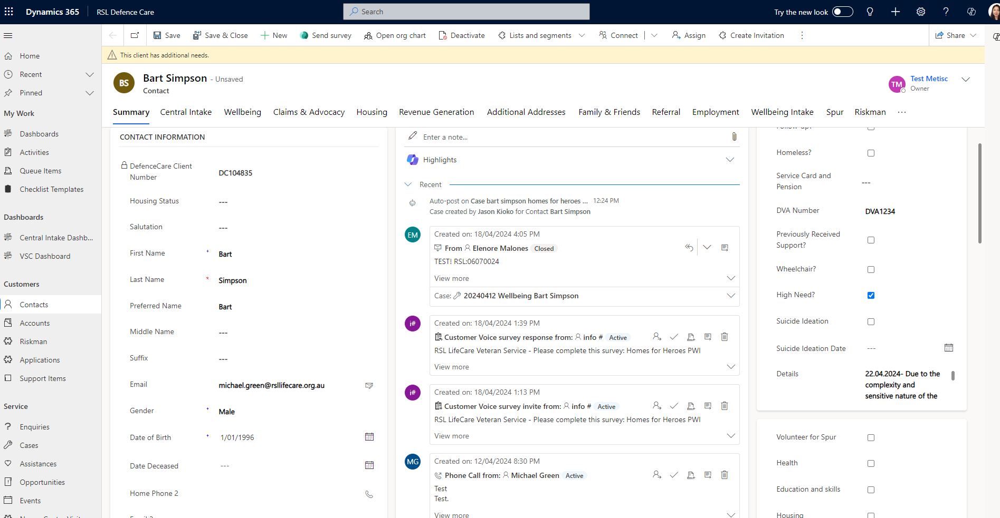 Dynamics 365
RSL Defence Care
Search
Try the new look
Save
Save & Close
New
Send survey
Open org chart
Deactivate
Lists and segments
Connect
Assign
Create Invitation
Share
This client has additional needs.
Home
Recent
Pinned
My Work
Dashboards
Activities
Queue Items
Checklist Templates
Dashboards
Central Intake Dashb...
VSC Dashboard
Customers
Contacts
Accounts
Riskman
Applications
Support Items
Service
Enquiries
Cases
Assistances
Opportunities
Events
BS
Bart Simpson - Unsaved
Contact
TM
Test Metisc
Owner
Summary
Central Intake
Wellbeing
Claims & Advocacy
Housing
Revenue Generation
Additional Addresses
Family & Friends
Referral
Employment
Wellbeing Intake
Spur
Riskman
...
CONTACT INFORMATION
DefenceCare Client
Number
DC104835
Housing Status
---
Salutation
---
First Name
+
Bart
Last Name
*
Simpson
Preferred Name
Bart
Middle Name
---
Suffix
---
Email
michael.green@rsllifecare.org.au
Gender
+
Male
Date of Birth
+
1/01/1996
Date Deceased
---
Home Phone 2
Enter a note...
Highlights
Recent
Auto-post on Case bart simpson homes for heroes ... 12:24 PM
Case created by Jason Kioko for Contact Bart Simpson
EM
Created on: 18/04/2024 4:05 PM
From Elenore Malones Closed
TEST! RSL:06070024
View more
Case: 20240412 Wellbeing Bart Simpson
i#
Created on: 18/04/2024 1:39 PM
Customer Voice survey response from: info # Active
RSL LifeCare Veteran Service - Please complete this survey: Homes for Heroes PWI
View more
i#
Created on: 18/04/2024 1:13 PM
Customer Voice survey invite from: info # Active
RSL LifeCare Veteran Service - Please complete this survey: Homes for Heroes PWI
View more
MG
Created on: 12/04/2024 8:30 PM
Phone Call from: Michael Green Active
Test
Test.
View more
Homeless?
Service Card and
Pension
---
DVA Number
DVA1234
Previously Received
Support?
Wheelchair?
High Need?
Suicide Ideation
Suicide Ideation Date
---
Details
22.04.2024- Due to the
complexity and
sensitive nature of the
Volunteer for Spur
Health
Education and skills
Housing